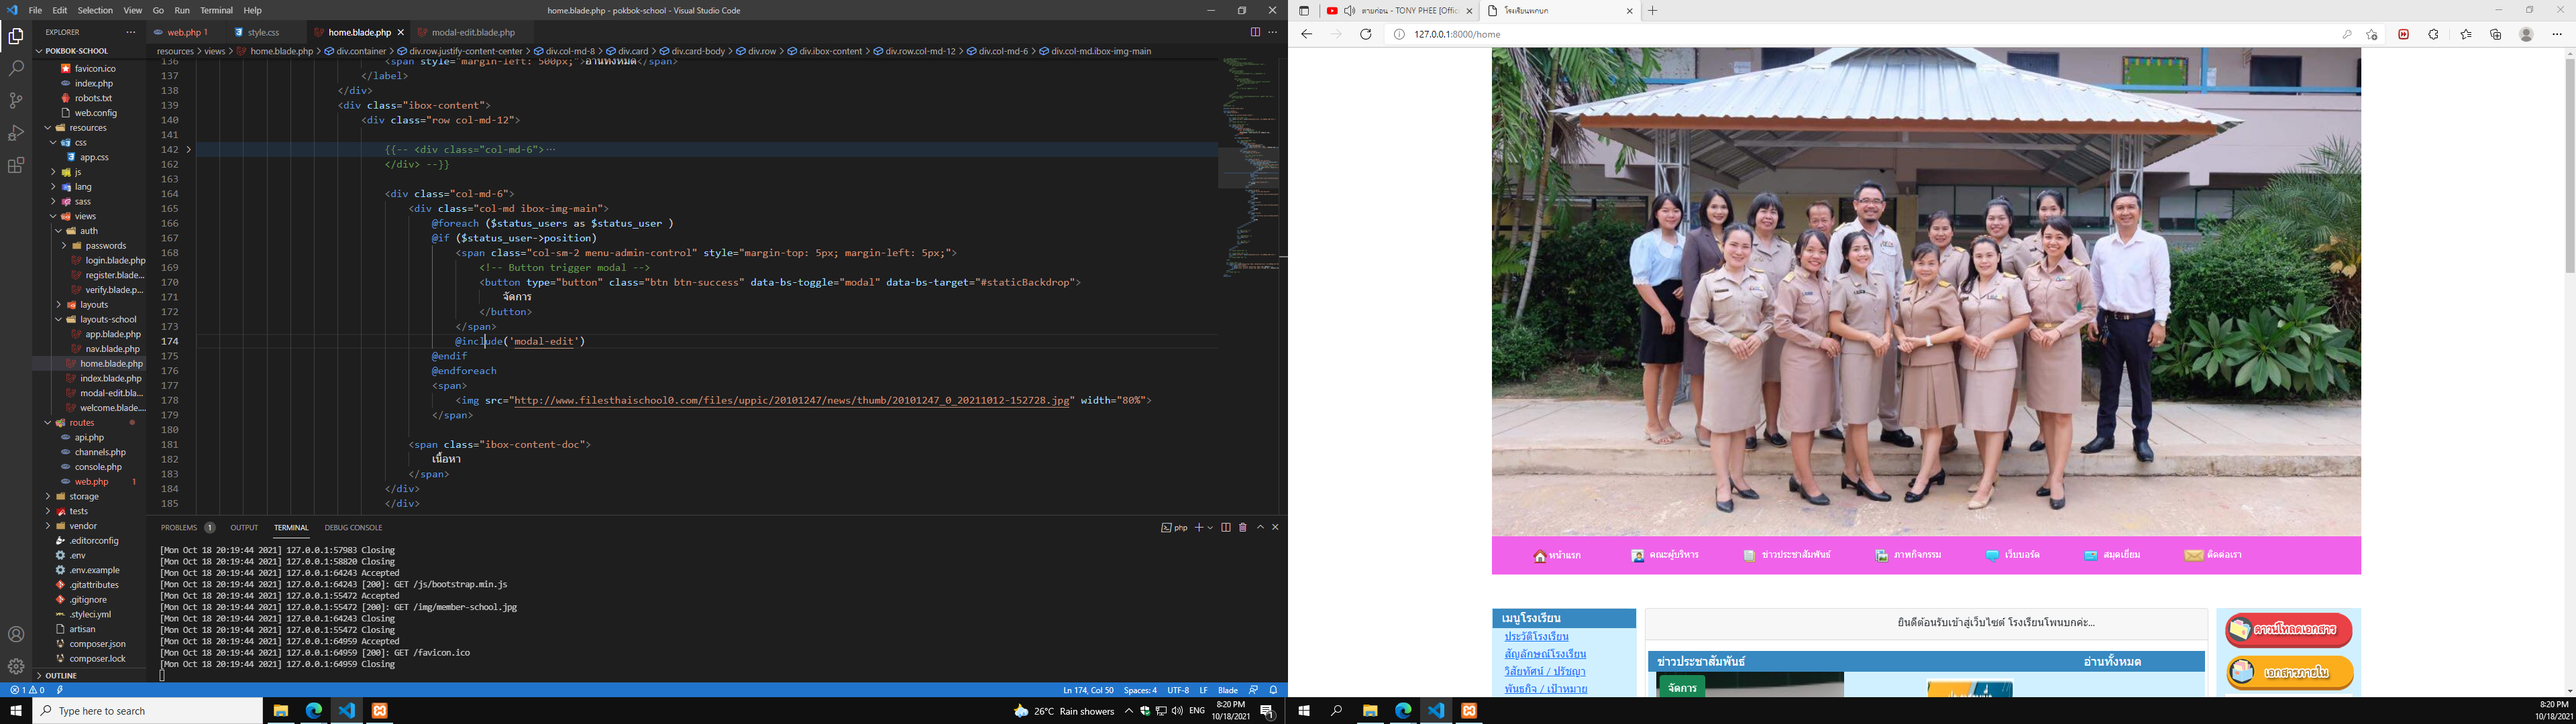 File Edit Selection View Go Run Terminal Help
home.blade.php - pokbok-school - Visual Studio Code
EXPLORER
POKBOK-SCHOOL
favicon.ico
index.php
robots.txt
web.config
resources
css
app.css
js
lang
sass
views
auth
passwords
login.blade.php
register.blade...
verify.blade.p...
layouts
layouts-school
app.blade.php
nav.blade.php
home.blade.php
index.blade.php
modal-edit.bla...
welcome.blade....
routes
api.php
channels.php
console.php
web.php 1
storage
tests
vendor
.editorconfig
.env
.env.example
.gitattributes
.gitignore
.styleci.yml
artisan
composer.json
composer.lock
OUTLINE
web.php 1 style.css home.blade.php modal-edit.blade.php
resources > views > home.blade.php > div.container > div.row.justify-content-center > div.col-md-8 > div.card > div.card-body > div.row > div.ibox-content > div.row.col-md-12 > div.col-md-6 > div.col-md.ibox-img-main
136 <span style="margin-left: 500px;">อ่านทั้งหมด</span>
137 </label>
138 </div>
139 <div class="ibox-content">
140 <div class="row col-md-12">
141
142 {{-- <div class="col-md-6">...
162 </div> --}}
163
164 <div class="col-md-6">
165 <div class="col-md ibox-img-main">
166 @foreach ($status_users as $status_user )
167 @if ($status_user->position)
168 <span class="col-sm-2 menu-admin-control" style="margin-top: 5px; margin-left: 5px;">
169 <!-- Button trigger modal -->
170 <button type="button" class="btn btn-success" data-bs-toggle="modal" data-bs-target="#staticBackdrop">
171 จัดการ
172 </button>
173 </span>
174 @include('modal-edit')
175 @endif
176 @endforeach
177 <span>
178 <img src="http://www.filesthaischool0.com/files/uppic/20101247/news/thumb/20101247_0_20211012-152728.jpg" width="80%">
179 </span>
180
181 <span class="ibox-content-doc">
182 เนื้อหา
183 </span>
184 </div>
185 </div>
PROBLEMS 1 OUTPUT TERMINAL DEBUG CONSOLE
php
[Mon Oct 18 20:19:44 2021] 127.0.0.1:57983 Closing
[Mon Oct 18 20:19:44 2021] 127.0.0.1:58820 Closing
[Mon Oct 18 20:19:44 2021] 127.0.0.1:64243 Accepted
[Mon Oct 18 20:19:44 2021] 127.0.0.1:64243 [200]: GET /js/bootstrap.min.js
[Mon Oct 18 20:19:44 2021] 127.0.0.1:55472 Accepted
[Mon Oct 18 20:19:44 2021] 127.0.0.1:55472 [200]: GET /img/member-school.jpg
[Mon Oct 18 20:19:44 2021] 127.0.0.1:64243 Closing
[Mon Oct 18 20:19:44 2021] 127.0.0.1:55472 Closing
[Mon Oct 18 20:19:44 2021] 127.0.0.1:64959 Accepted
[Mon Oct 18 20:19:44 2021] 127.0.0.1:64959 [200]: GET /favicon.ico
[Mon Oct 18 20:19:44 2021] 127.0.0.1:64959 Closing
1 0
Ln 174, Col 50 Spaces: 4 UTF-8 LF Blade
Type here to search
26°C Rain showers
ENG
8:20 PM
10/18/2021
ตายก่อน - TONY PHEE [Offic
โรงเรียนพกบก
127.0.0.1:8000/home
หน้าแรก คณะผู้บริหาร ข่าวประชาสัมพันธ์ ภาพกิจกรรม เว็บบอร์ด สมุดเยี่ยม ติดต่อเรา
เมนูโรงเรียน
ประวัติโรงเรียน
สัญลักษณ์โรงเรียน
วิสัยทัศน์ / ปรัชญา
พันธกิจ / เป้าหมาย
ยินดีต้อนรับเข้าสู่เว็บไซต์ โรงเรียนโพนบกค่ะ...
ข่าวประชาสัมพันธ์ อ่านทั้งหมด
จัดการ
ดาวน์โหลดเอกสาร
เอกสารภายใน
8:20 PM
10/18/2021